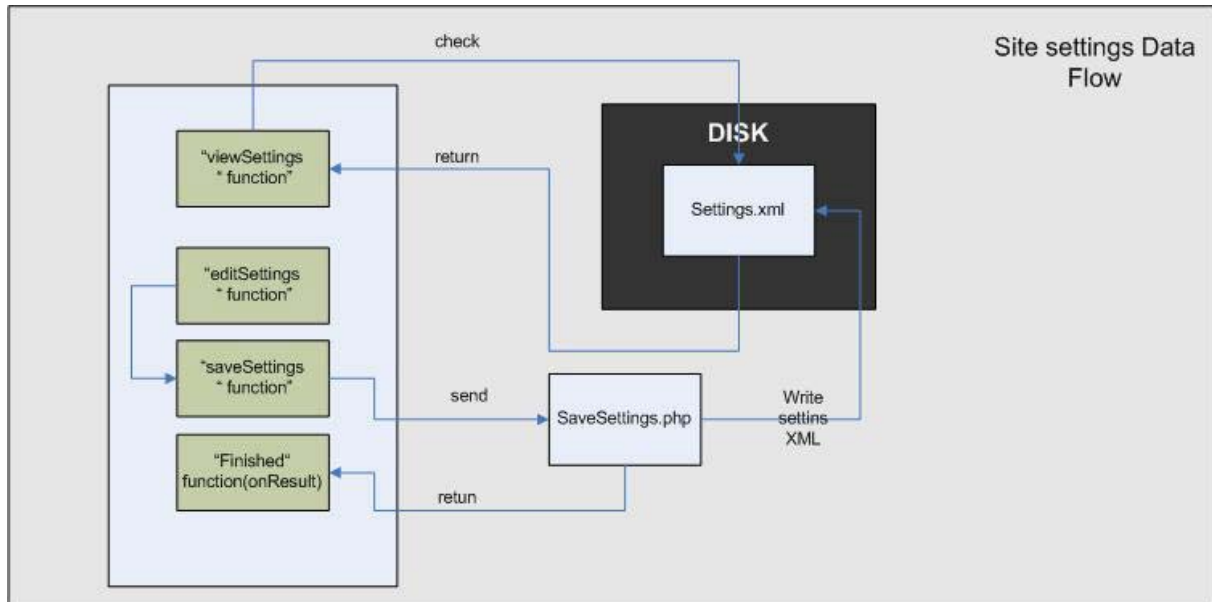 check
Site settings Data
Flow
DISK
“viewSettings
“ function”
return
Settings.xml
“editSettings
“ function”
“saveSettings
“ function”
send
SaveSettings.php
Write
settins
XML
“Finished“
function(onResult)
retun